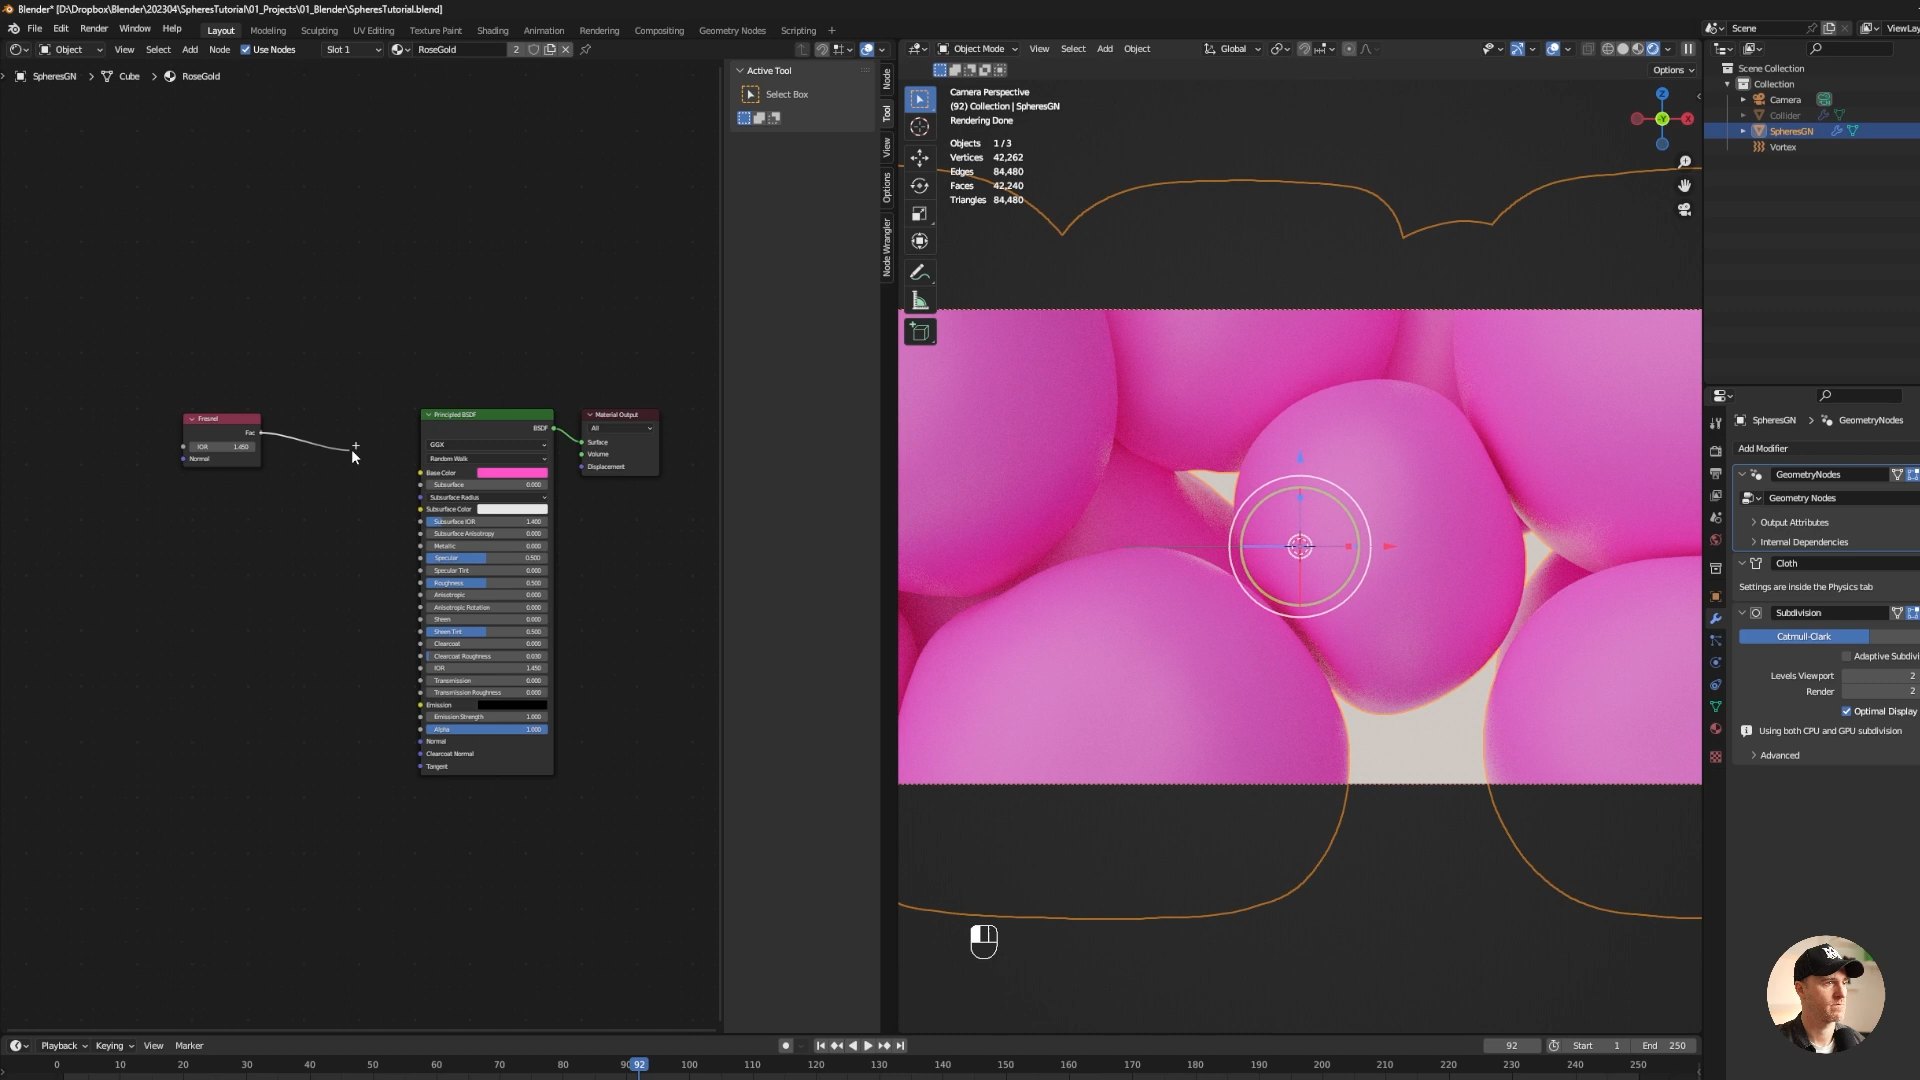 Blender* [D:\Dropbox\Blender\202304\SpheresTutorial\01_Projects\01_Blender\SpheresTutorial.blend]
File Edit Render Window Help Layout Modeling Sculpting UV Editing Texture Paint Shading Animation Rendering Compositing Geometry Nodes Scripting + Scene ViewLay
Object View Select Add Node Use Nodes Slot 1 RoseGold 2
Object Mode View Select Add Object Global
Options
SpheresGN > Cube > RoseGold
Active Tool
Select Box
Node
Tool
View
Options
Node Wrangler
Camera Perspective
(92) Collection | SpheresGN
Rendering Done
Objects 1 / 3
Vertices 42,262
Edges 84,480
Faces 42,240
Triangles 84,480
Z
-Y
X
Scene Collection
Collection
Camera
Collider
SpheresGN
Vortex
Fresnel
Fac
IOR 1.450
Normal
Principled BSDF
BSDF
GGX
Random Walk
Base Color
Subsurface 0.000
Subsurface Radius
Subsurface Color
Subsurface IOR 1.400
Subsurface Anisotropy 0.000
Metallic 0.000
Specular 0.500
Specular Tint 0.000
Roughness 0.500
Anisotropic 0.000
Anisotropic Rotation 0.000
Sheen 0.000
Sheen Tint 0.500
Clearcoat 0.000
Clearcoat Roughness 0.030
IOR 1.450
Transmission 0.000
Transmission Roughness 0.000
Emission
Emission Strength 1.000
Alpha 1.000
Normal
Clearcoat Normal
Tangent
Material Output
All
Surface
Volume
Displacement
SpheresGN > GeometryNodes
Add Modifier
GeometryNodes
Geometry Nodes
Output Attributes
Internal Dependencies
Cloth
Settings are inside the Physics tab
Subdivision
Catmull-Clark
Adaptive Subdivi
Levels Viewport 2
Render 2
Optimal Display
Using both CPU and GPU subdivision
Advanced
Playback Keying View Marker 92 Start 1 End 250
0 10 20 30 40 50 60 70 80 92 100 110 120 130 140 150 160 170 180 190 200 210 220 230 240 250